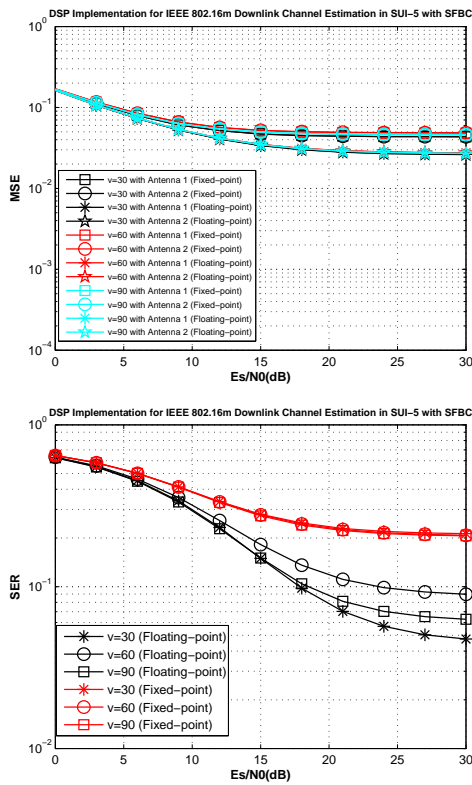 DSP Implementation for IEEE 802.16m Downlink Channel Estimation in SUI−5 with SFBC
10^0
10^−1
10^−2
10^−3
10^−4
MSE
v=30 with Antenna 1 (Fixed−point)
v=30 with Antenna 2 (Fixed−point)
v=30 with Antenna 1 (Floating−point)
v=30 with Antenna 2 (Floating−point)
v=60 with Antenna 1 (Fixed−point)
v=60 with Antenna 2 (Fixed−point)
v=60 with Antenna 1 (Floating−point)
v=60 with Antenna 2 (Floating−point)
v=90 with Antenna 1 (Fixed−point)
v=90 with Antenna 2 (Fixed−point)
v=90 with Antenna 1 (Floating−point)
v=90 with Antenna 2 (Floating−point)
0 5 10 15 20 25 30
Es/N0(dB)
DSP Implementation for IEEE 802.16m Downlink Channel Estimation in SUI−5 with SFBC
10^0
10^−1
10^−2
SER
v=30 (Floating−point)
v=60 (Floating−point)
v=90 (Floating−point)
v=30 (Fixed−point)
v=60 (Fixed−point)
v=90 (Fixed−point)
0 5 10 15 20 25 30
Es/N0(dB)